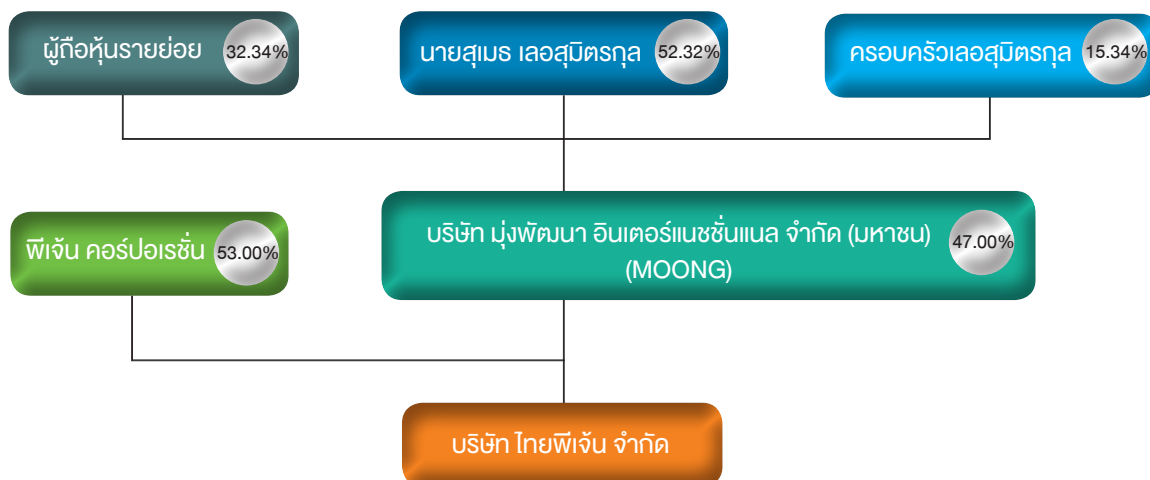 ผู้ถือหุ้นรายย่อย 32.34%
นายสุเมธ เลอสุมิตรกุล 52.32%
ครอบครัวเลอสุมิตรกุล 15.34%
พีเจ้น คอร์ปอเรชั่น 53.00%
บริษัท มุ่งพัฒนา อินเตอร์แนชชั่นแนล จำกัด (มหาชน)
(MOONG)
47.00%
บริษัท ไทยพีเจ้น จำกัด